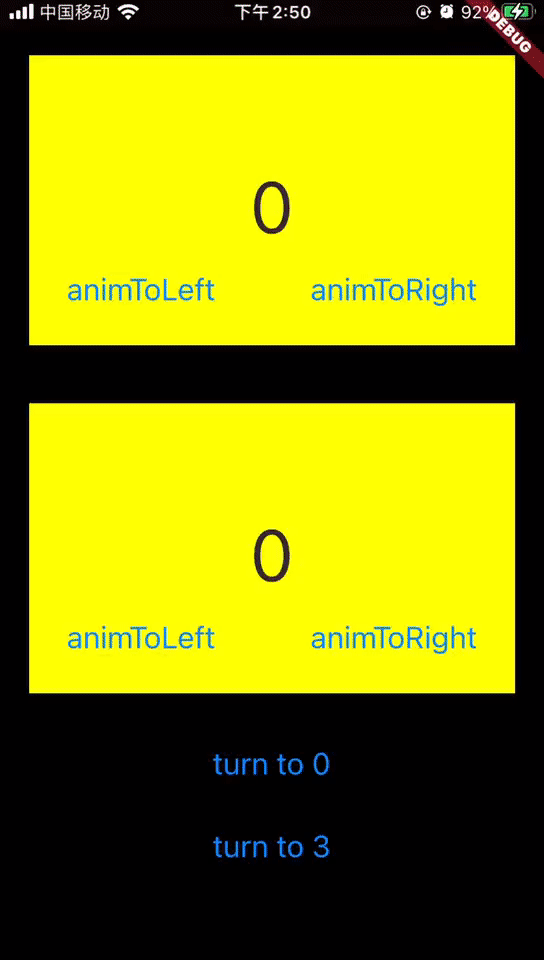 中国移动 下午2:50 92%
DEBUG
0
animToLeft animToRight
0
animToLeft animToRight
turn to 0
turn to 3